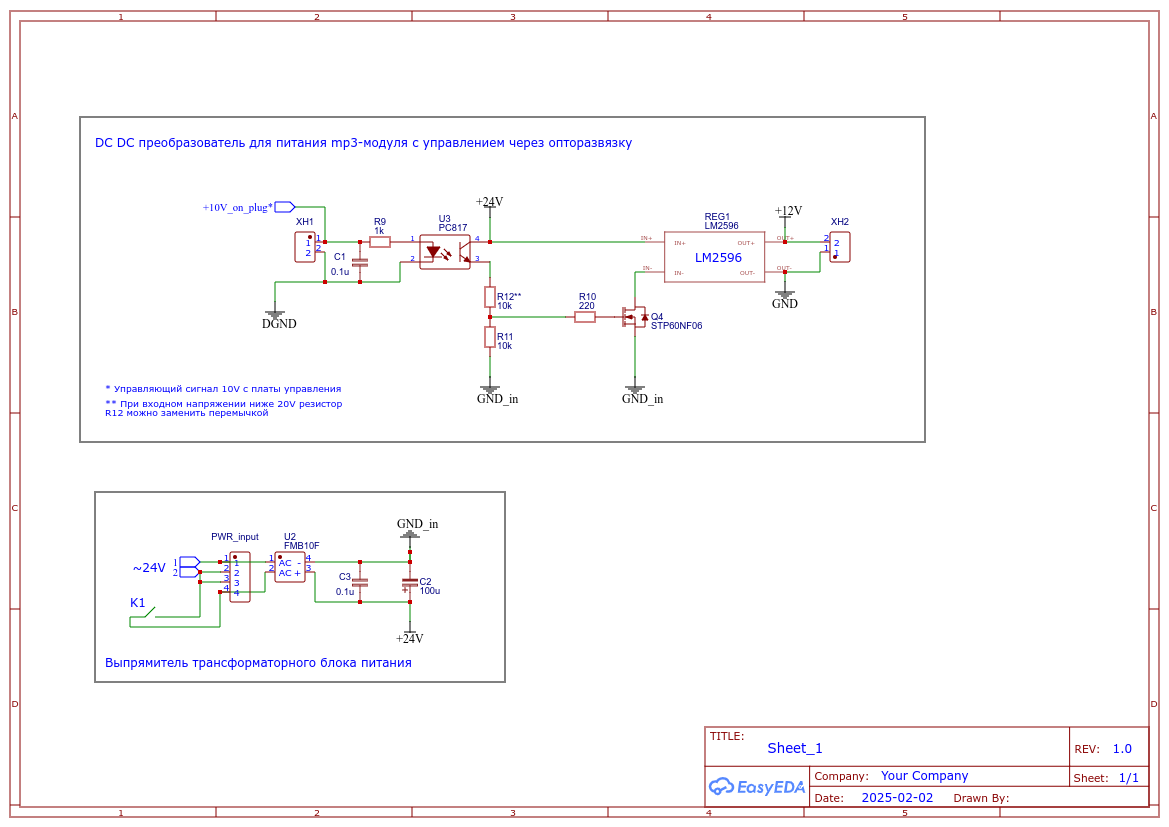 1 2 3 4 5
A A
DC DC преобразователь для питания mp3-модуля с управлением через опторазвязку
+24V
+10V_on_plug*
+12V
XH1
R9
1k
U3
PC817
REG1
LM2596
XH2
1 1
2 2
1 4
2 3
IN+ IN+ OUT+ OUT+
IN- IN- OUT- OUT-
LM2596
2 2
1 1
C1
0.1u
R12**
10k
R10
220
Q4
STP60NF06
R11
10k
DGND
GND
B B
* Управляющий сигнал 10V с платы управления
** При входном напряжении ниже 20V резистор
R12 можно заменить перемычкой
GND_in
GND_in
C C
GND_in
PWR_input
U2
FMB10F
~24V
1
2
1 1
2 2
3 3
4 4
1 AC - 4
2 AC + 3
C3
0.1u
C2
100u
+
K1
+24V
Выпрямитель трансформаторного блока питания
D D
TITLE:
Sheet_1
REV: 1.0
EasyEDA
Company: Your Company
Sheet: 1/1
Date: 2025-02-02 Drawn By:
1 2 3 4 5